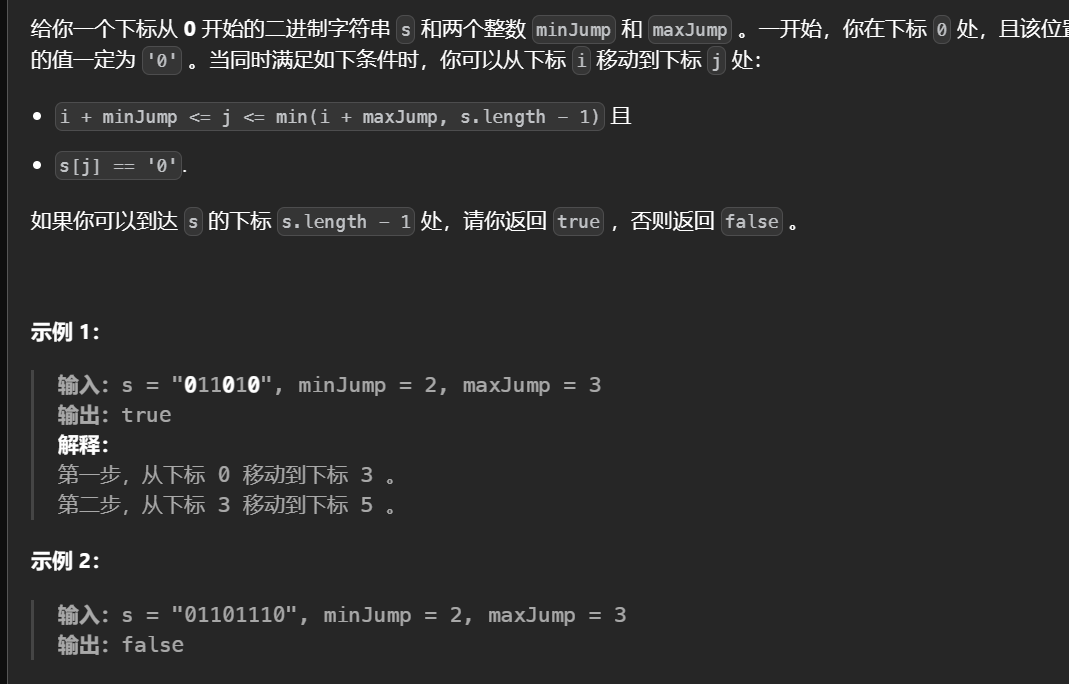 给你一个下标从 0 开始的二进制字符串 s 和两个整数 minJump 和 maxJump 。一开始，你在下标 0 处，且该位
的值一定为 '0' 。当同时满足如下条件时，你可以从下标 i 移动到下标 j 处：
• i + minJump <= j <= min(i + maxJump, s.length - 1) 且
• s[j] == '0'.
如果你可以到达 s 的下标 s.length - 1 处，请你返回 true ，否则返回 false 。
示例 1：
输入：s = "011010", minJump = 2, maxJump = 3
输出：true
解释：
第一步，从下标 0 移动到下标 3 。
第二步，从下标 3 移动到下标 5 。
示例 2：
输入：s = "01101110", minJump = 2, maxJump = 3
输出：false